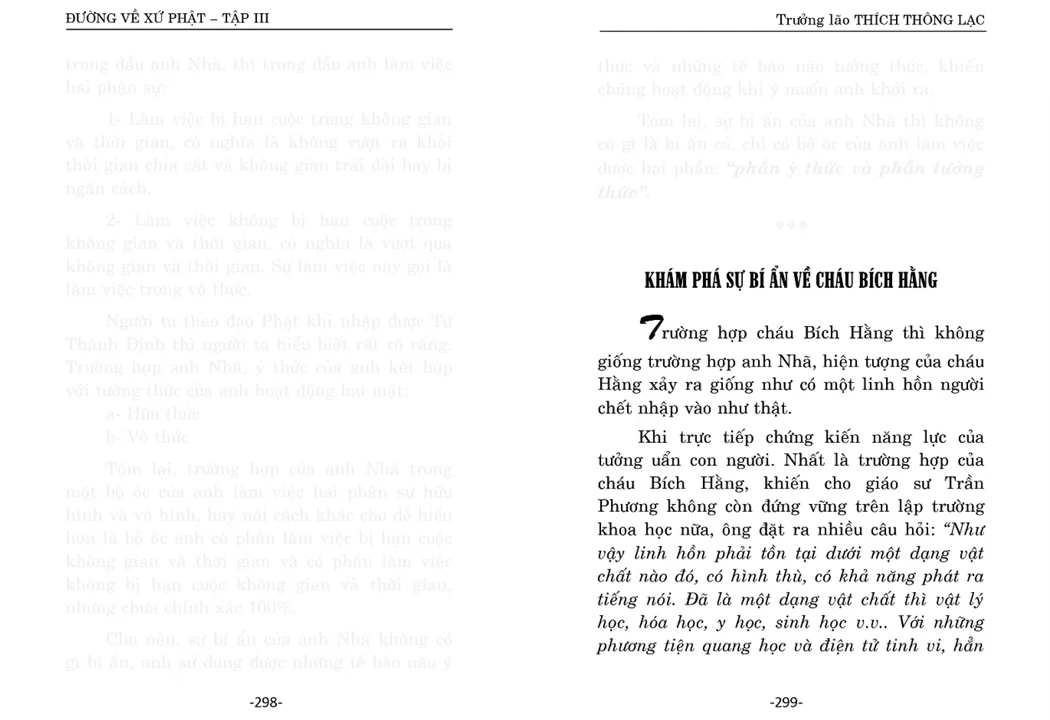 ĐƯỜNG VỀ XỨ PHẬT – TẬP III
trong đầu anh Nhã, thì trong đầu anh làm việc
hai phận sự:
1- Làm việc bị hạn cuộc trong không gian
và thời gian, có nghĩa là không vượt ra khỏi
thời gian chia cắt và không gian trải dài hay bị
ngăn cách.
2- Làm việc không bị hạn cuộc trong
không gian và thời gian, có nghĩa là vượt qua
không gian và thời gian. Sự làm việc này gọi là
làm việc trong vô thức.
Người tu theo đạo Phật khi nhập được Tứ
Thánh Định thì người ta hiểu biết rất rõ ràng.
Trường hợp anh Nhã, ý thức của anh kết hợp
với tưởng thức của anh hoạt động hai mặt:
a- Hữu thức
b- Vô thức
Tóm lại, trường hợp của anh Nhã trong
một bộ óc của anh làm việc hai phận sự hữu
hình và vô hình, hay nói cách khác cho dễ hiểu
hơn là bộ óc anh có phần làm việc bị hạn cuộc
không gian và thời gian và có phần làm việc
không bị hạn cuộc không gian và thời gian,
nhưng chưa chính xác 100%.
Cho nên, sự bí ẩn của anh Nhã không có
gì bí ẩn, anh sử dụng được những tế bào não ý
-298-
Trưởng lão THÍCH THÔNG LẠC
thức và những tế bào não tưởng thức, khiến
chúng hoạt động khi ý muốn anh khởi ra.
Tóm lại, sự bí ẩn của anh Nhã thì không
có gì là bí ẩn cả, chỉ có bộ óc của anh làm việc
được hai phần: “phần ý thức và phần tưởng
thức”.
KHÁM PHÁ SỰ BÍ ẨN VỀ CHÁU BÍCH HẰNG
Trường hợp cháu Bích Hằng thì không
giống trường hợp anh Nhã, hiện tượng của cháu
Hằng xảy ra giống như có một linh hồn người
chết nhập vào như thật.
Khi trực tiếp chứng kiến năng lực của
tưởng uẩn con người. Nhất là trường hợp của
cháu Bích Hằng, khiến cho giáo sư Trần
Phương không còn đứng vững trên lập trường
khoa học nữa, ông đặt ra nhiều câu hỏi: “Như
vậy linh hồn phải tồn tại dưới một dạng vật
chất nào đó, có hình thù, có khả năng phát ra
tiếng nói. Đã là một dạng vật chất thì vật lý
học, hóa học, y học, sinh học v.v.. Với những
phương tiện quang học và điện tử tinh vi, hẳn
-299-